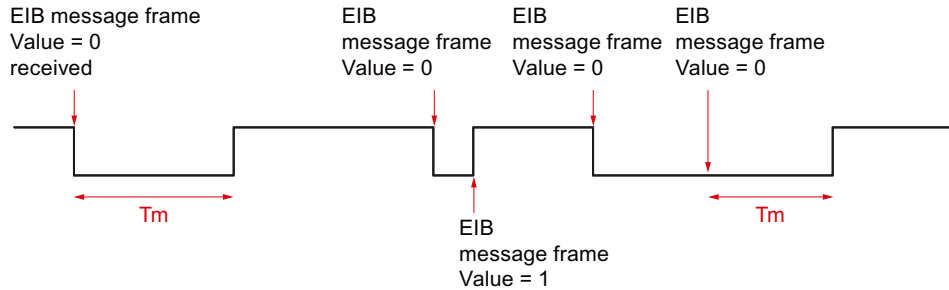 EIB message frame
Value = 0
received
EIB
message frame
Value = 0
EIB
message frame
Value = 0
EIB
message frame
Value = 0
Tm
Tm
EIB
message frame
Value = 1